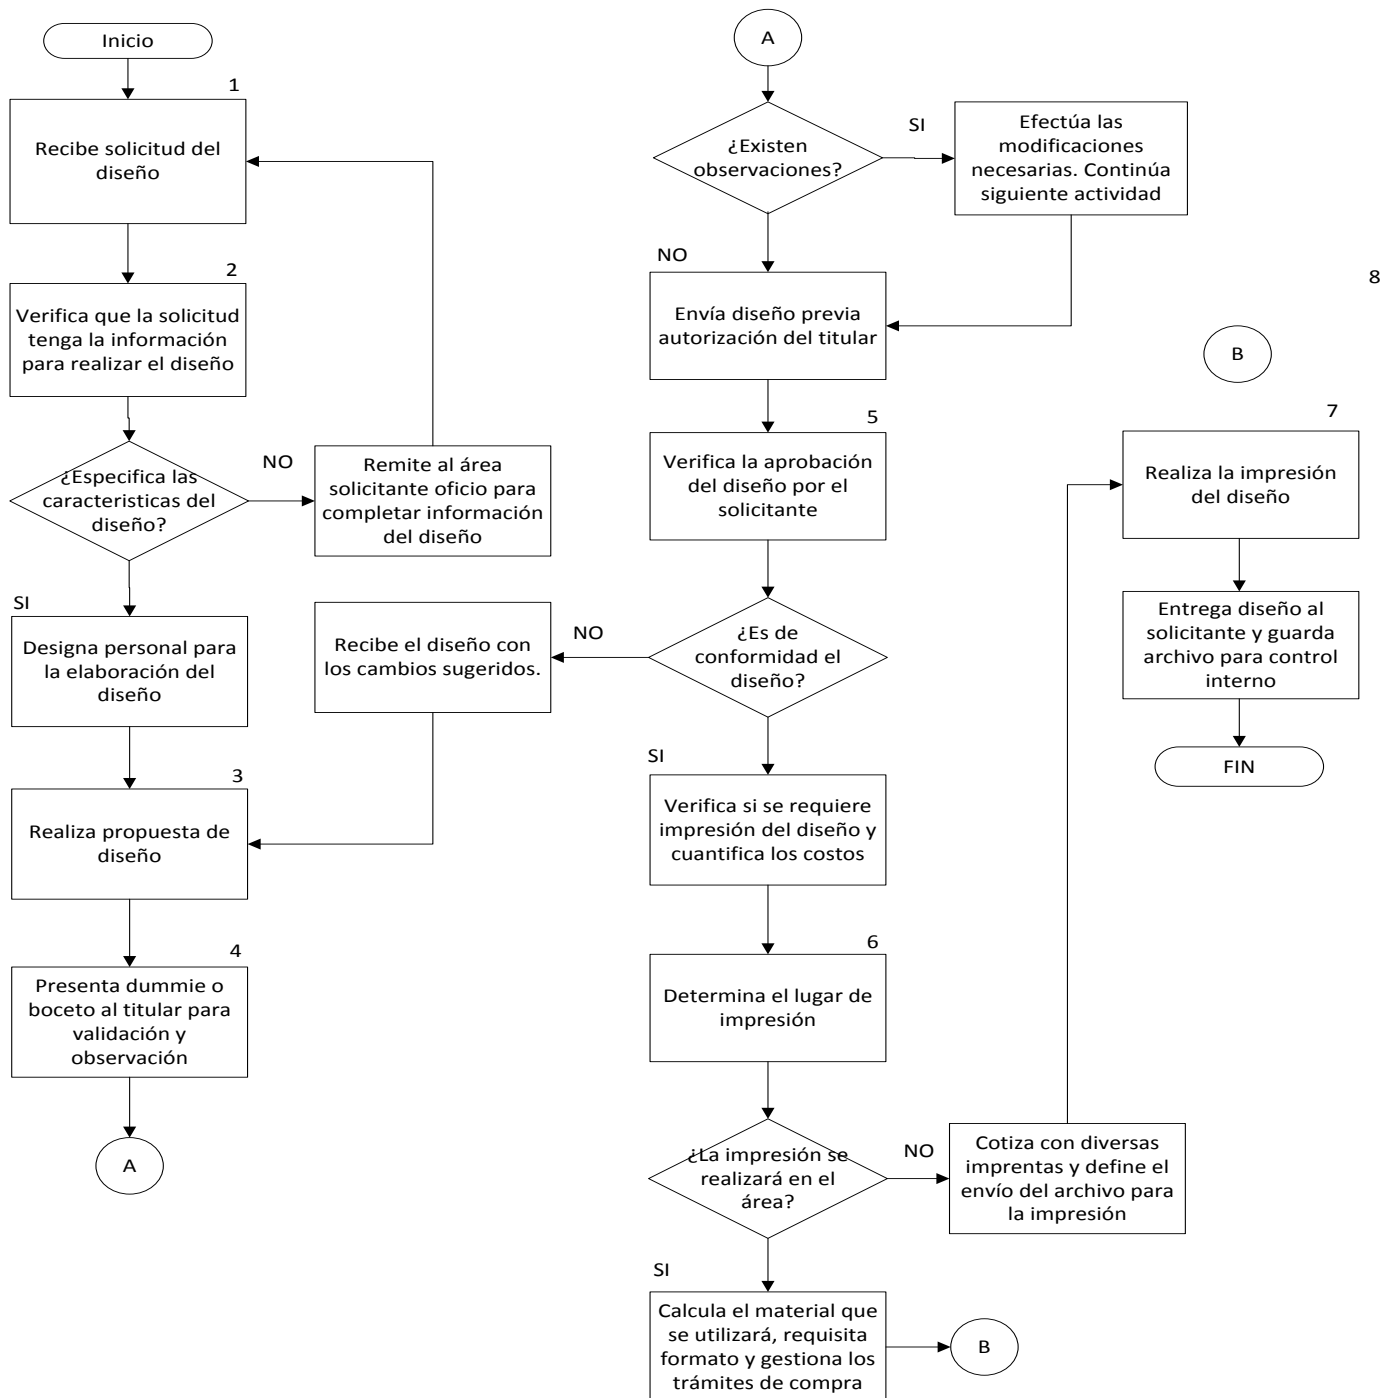 Inicio
1
Recibe solicitud del
diseño
2
Verifica que la solicitud
tenga la información
para realizar el diseño
¿Especifica las
caracteristicas del
diseño?
NO
Remite al área
solicitante oficio para
completar información
del diseño
SI
Designa personal para
la elaboración del
diseño
3
Realiza propuesta de
diseño
4
Presenta dummie o
boceto al titular para
validación y
observación
A
A
¿Existen
observaciones?
SI
Efectúa las
modificaciones
necesarias. Continúa
siguiente actividad
NO
Envía diseño previa
autorización del titular
5
Verifica la aprobación
del diseño por el
solicitante
¿Es de
conformidad el
diseño?
NO
Recibe el diseño con
los cambios sugeridos.
SI
Verifica si se requiere
impresión del diseño y
cuantifica los costos
6
Determina el lugar de
impresión
¿La impresión se
realizará en el
área?
NO
Cotiza con diversas
imprentas y define el
envío del archivo para
la impresión
SI
Calcula el material que
se utilizará, requisita
formato y gestiona los
trámites de compra
B
8
B
7
Realiza la impresión
del diseño
Entrega diseño al
solicitante y guarda
archivo para control
interno
FIN